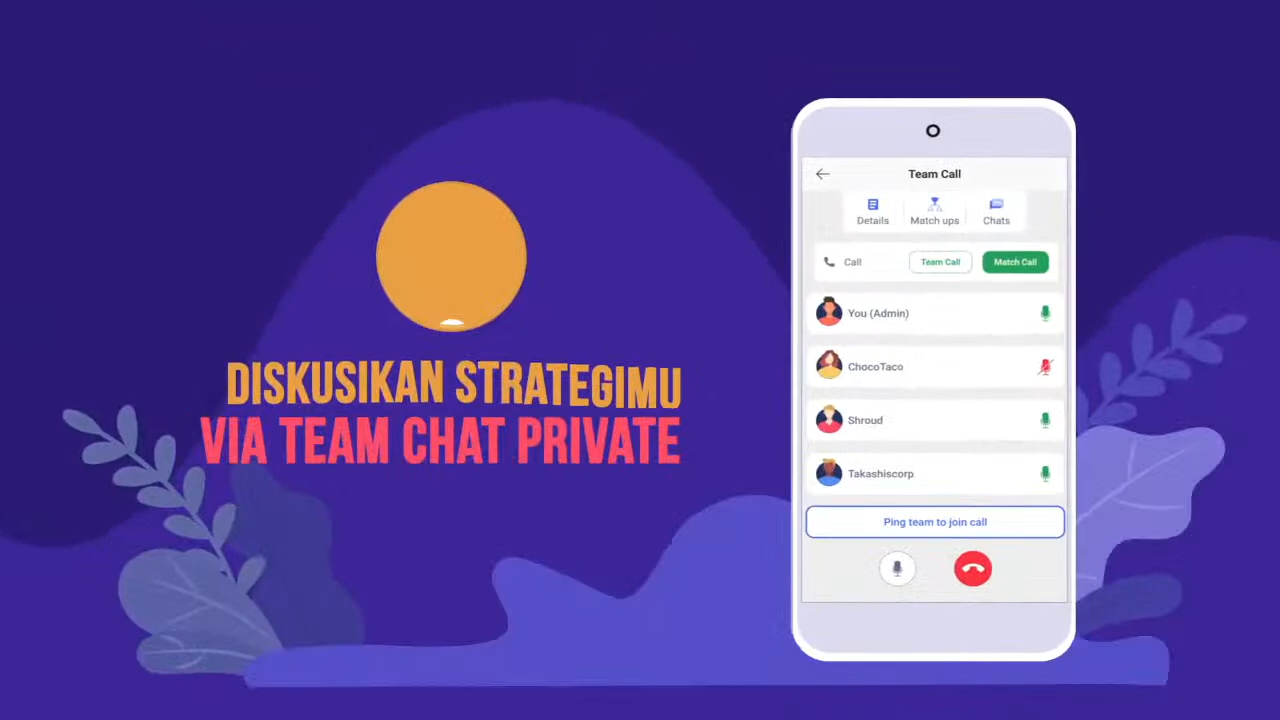 DISKUSIKAN STRATEGIMU
VIA TEAM CHAT PRIVATE
Team Call
Details
Match ups
Chats
Call
Team Call
Match Call
You (Admin)
ChocoTaco
Shroud
Takashiscorp
Ping team to join call